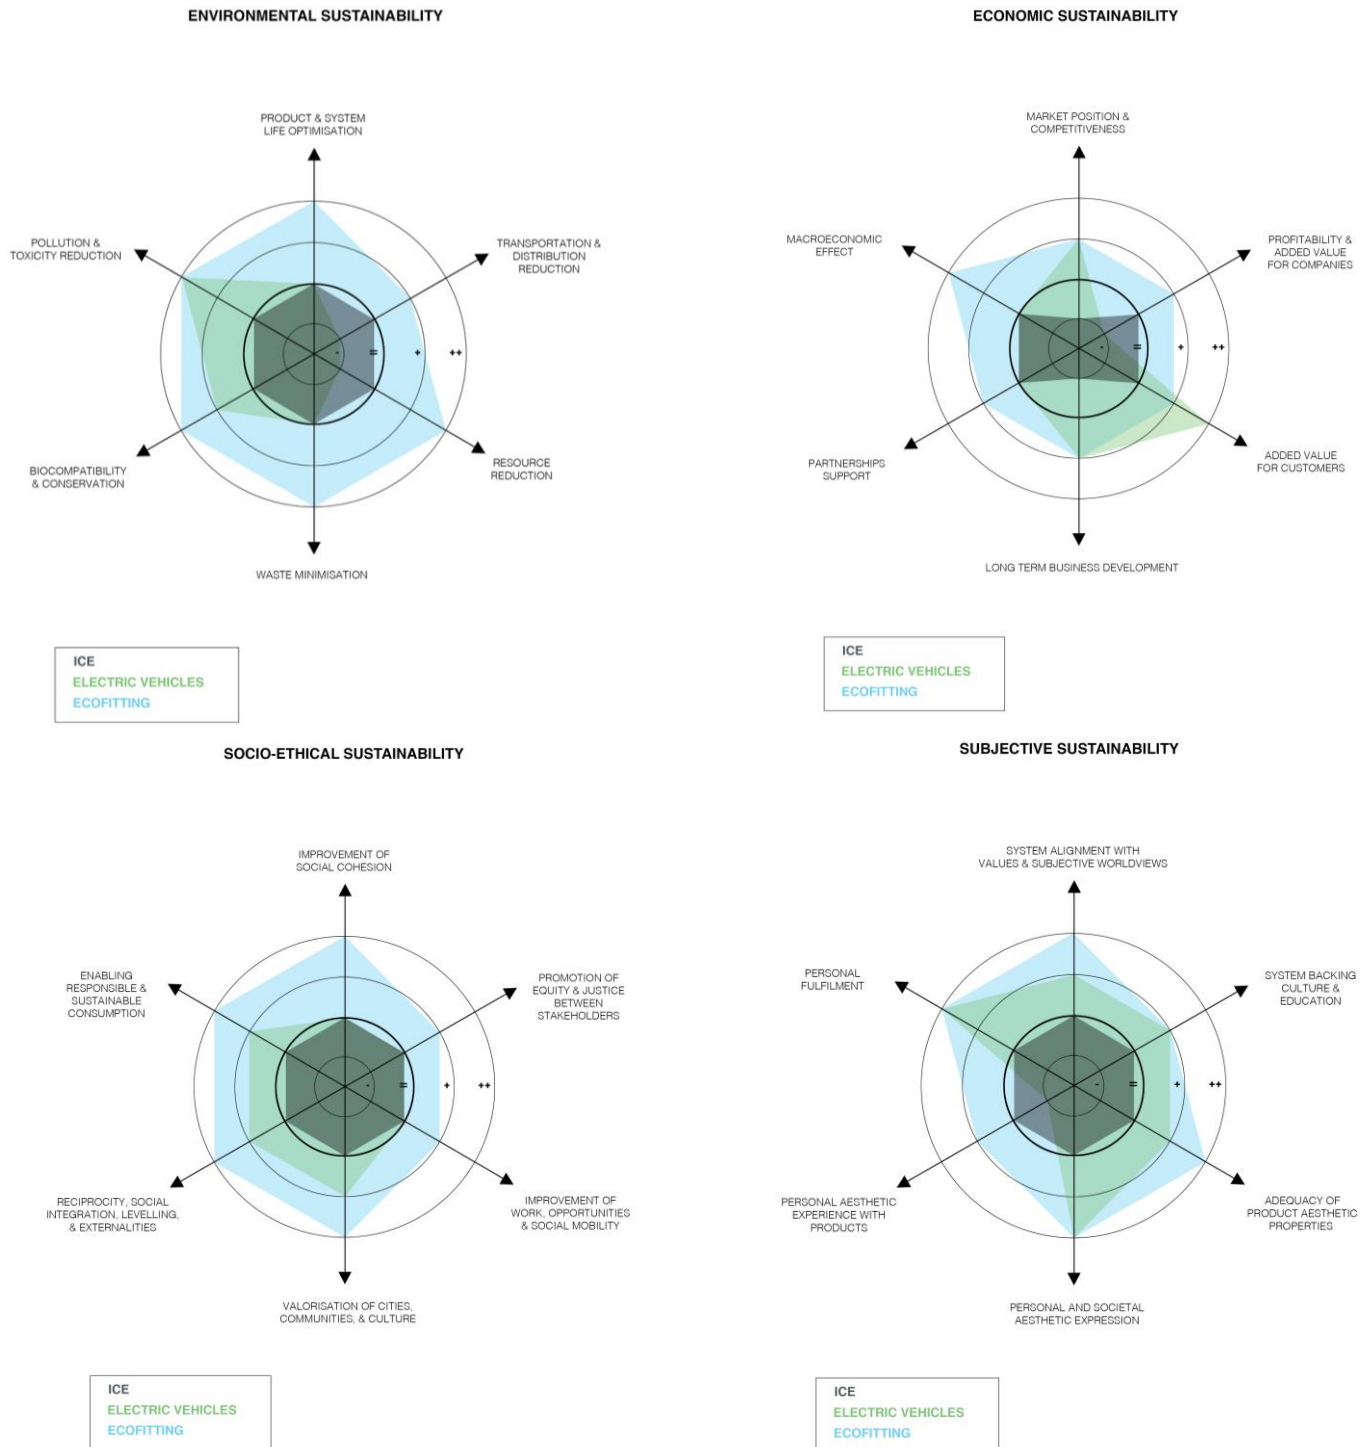 ENVIRONMENTAL SUSTAINABILITY
PRODUCT & SYSTEM
LIFE OPTIMISATION
POLLUTION &
TOXICITY REDUCTION
TRANSPORTATION &
DISTRIBUTION
REDUCTION
-
=
+
++
BIOCOMPATIBILITY
& CONSERVATION
RESOURCE
REDUCTION
WASTE MINIMISATION
ICE
ELECTRIC VEHICLES
ECOFITTING
ECONOMIC SUSTAINABILITY
MARKET POSITION &
COMPETITIVENESS
MACROECONOMIC
EFFECT
PROFITABILITY &
ADDED VALUE
FOR COMPANIES
-
=
+
++
PARTNERSHIPS
SUPPORT
ADDED VALUE
FOR CUSTOMERS
LONG TERM BUSINESS DEVELOPMENT
ICE
ELECTRIC VEHICLES
ECOFITTING
SOCIO-ETHICAL SUSTAINABILITY
IMPROVEMENT OF
SOCIAL COHESION
ENABLING
RESPONSIBLE &
SUSTAINABLE
CONSUMPTION
PROMOTION OF
EQUITY & JUSTICE
BETWEEN
STAKEHOLDERS
-
=
+
++
RECIPROCITY, SOCIAL
INTEGRATION, LEVELLING,
& EXTERNALITIES
IMPROVEMENT OF
WORK, OPPORTUNITIES
& SOCIAL MOBILITY
VALORISATION OF CITIES,
COMMUNITIES, & CULTURE
ICE
ELECTRIC VEHICLES
ECOFITTING
SUBJECTIVE SUSTAINABILITY
SYSTEM ALIGNMENT WITH
VALUES & SUBJECTIVE WORLDVIEWS
PERSONAL
FULFILMENT
SYSTEM BACKING
CULTURE &
EDUCATION
-
=
+
++
PERSONAL AESTHETIC
EXPERIENCE WITH
PRODUCTS
ADEQUACY OF
PRODUCT AESTHETIC
PROPERTIES
PERSONAL AND SOCIETAL
AESTHETIC EXPRESSION
ICE
ELECTRIC VEHICLES
ECOFITTING